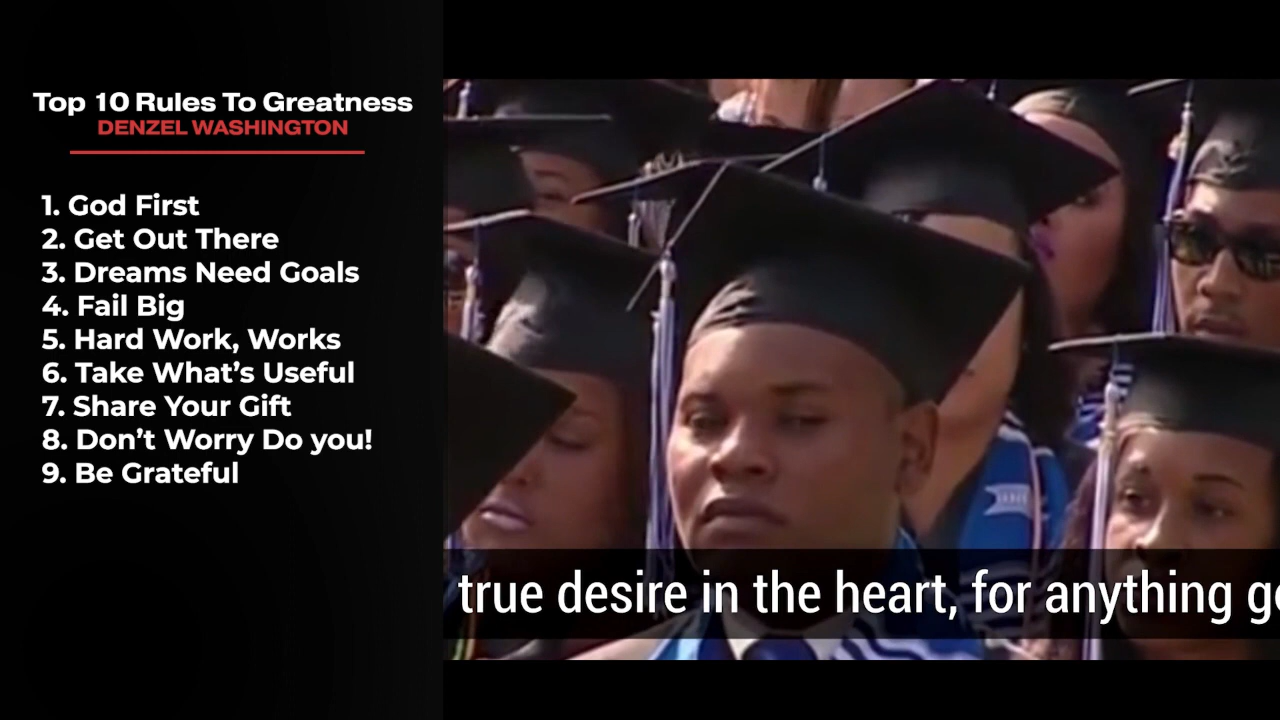 Top 10 Rules To Greatness
DENZEL WASHINGTON
1. God First
2. Get Out There
3. Dreams Need Goals
4. Fail Big
5. Hard Work, Works
6. Take What's Useful
7. Share Your Gift
8. Don't Worry Do you!
9. Be Grateful
true desire in the heart, for anything